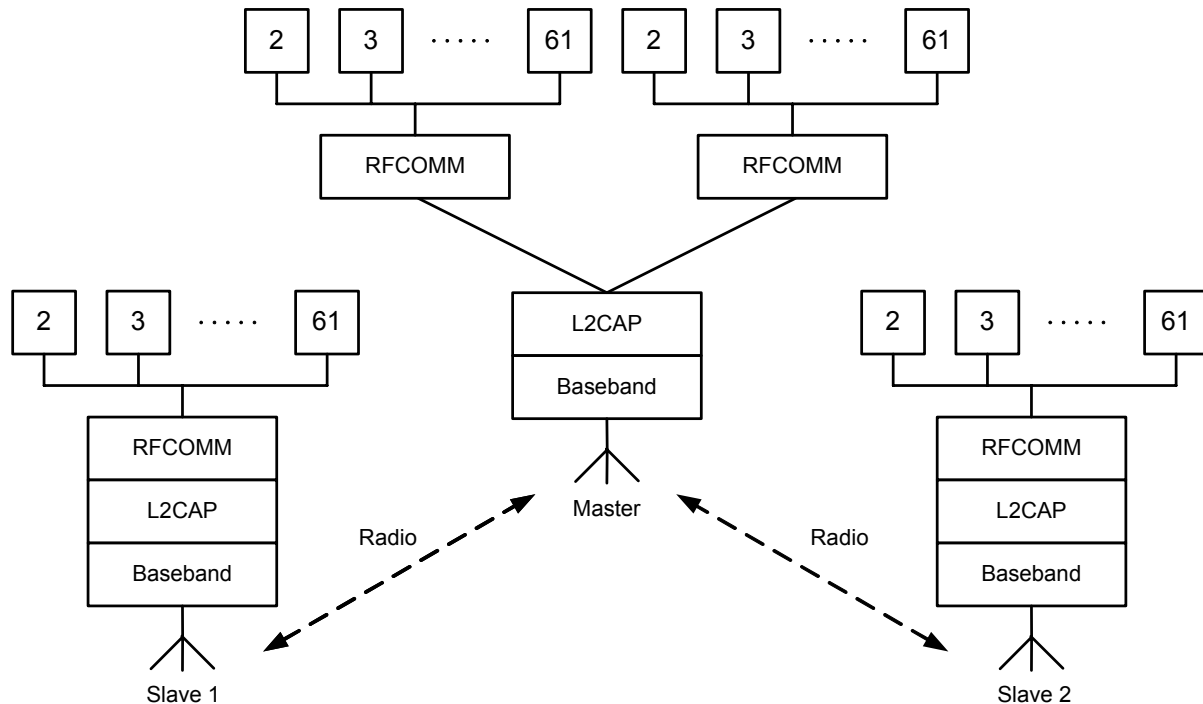 2 3 ..... 61 2 3 ..... 61
RFCOMM RFCOMM
2 3 ..... 61 L2CAP 2 3 ..... 61
Baseband
RFCOMM RFCOMM
Master
L2CAP L2CAP
Radio Radio
Baseband Baseband
Slave 1 Slave 2